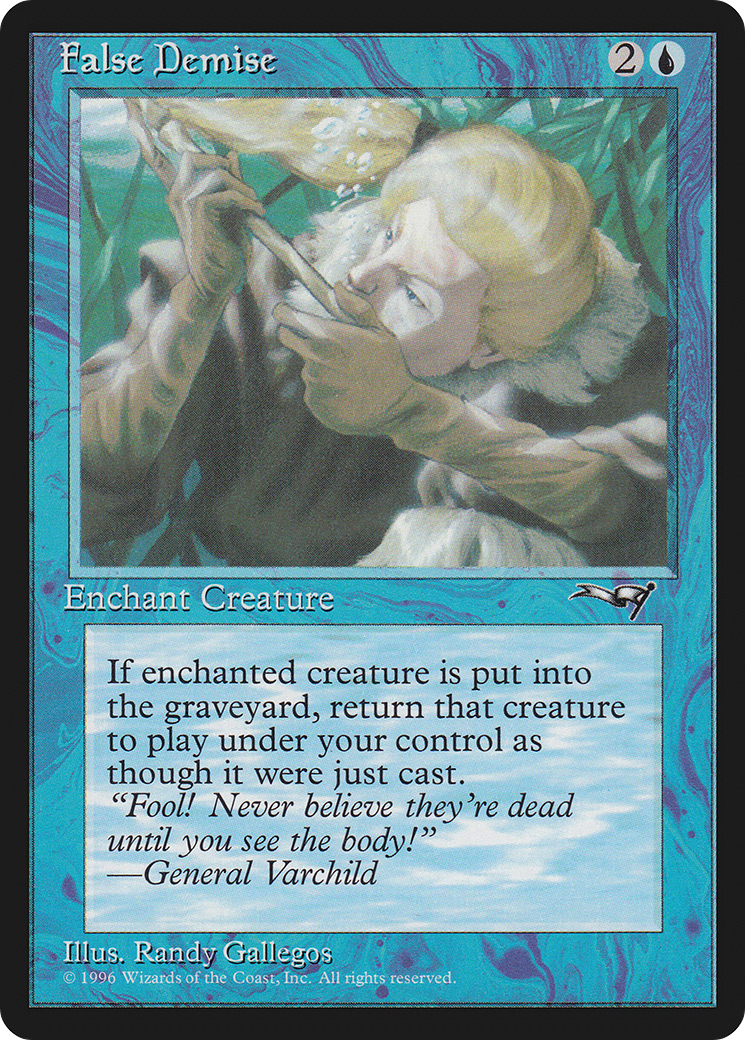 False Demise 2
Enchant Creature
If enchanted creature is put into
the graveyard, return that creature
to play under your control as
though it were just cast.
“Fool! Never believe they’re dead
until you see the body!”
—General Varchild
Illus. Randy Gallegos
© 1996 Wizards of the Coast, Inc. All rights reserved.